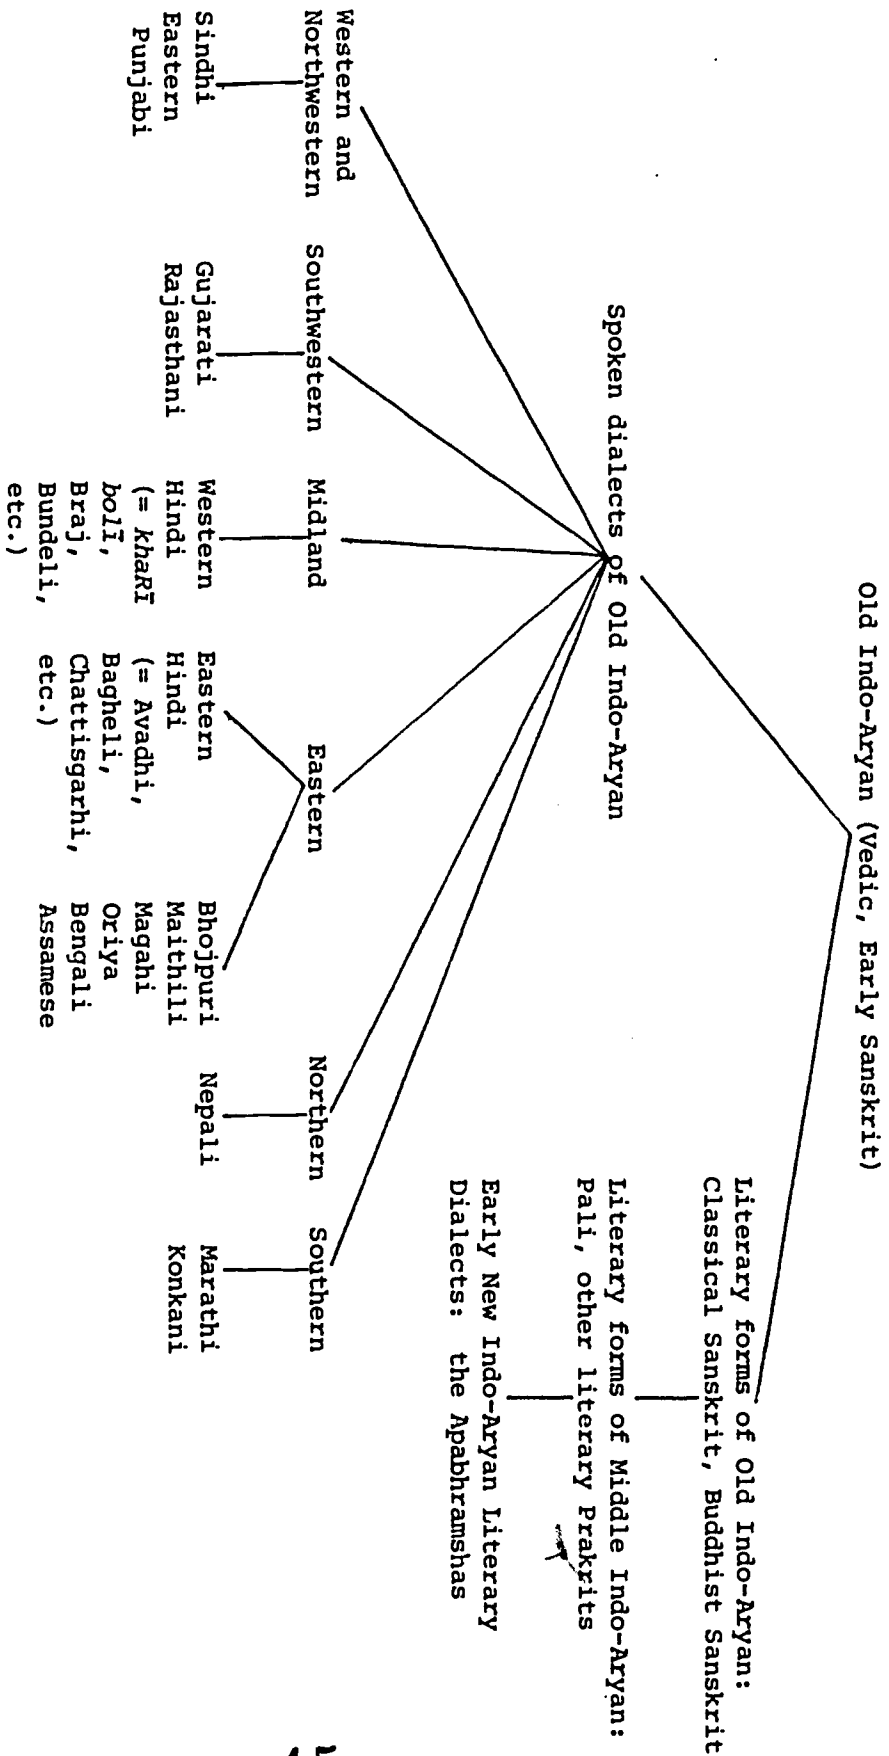 Old Indo-Aryan (Vedic, Early Sanskrit)
Literary forms of Old Indo-Aryan:
Classical Sanskrit, Buddhist Sanskrit
Spoken dialects of Old Indo-Aryan
Literary forms of Middle Indo-Aryan:
Pali, other literary Prakrits
Early New Indo-Aryan Literary
Dialects: the Apabhramshas
Western and
Northwestern
Southwestern
Midland
Eastern
Northern
Southern
Sindhi
Eastern
Punjabi
Gujarati
Rajasthani
Western
Hindi
(= khaRī
bolī,
Braj,
Bundeli,
etc.)
Eastern
Hindi
(= Avadhi,
Bagheli,
Chattisgarhi,
etc.)
Bhojpuri
Maithili
Magahi
Oriya
Bengali
Assamese
Nepali
Marathi
Konkani